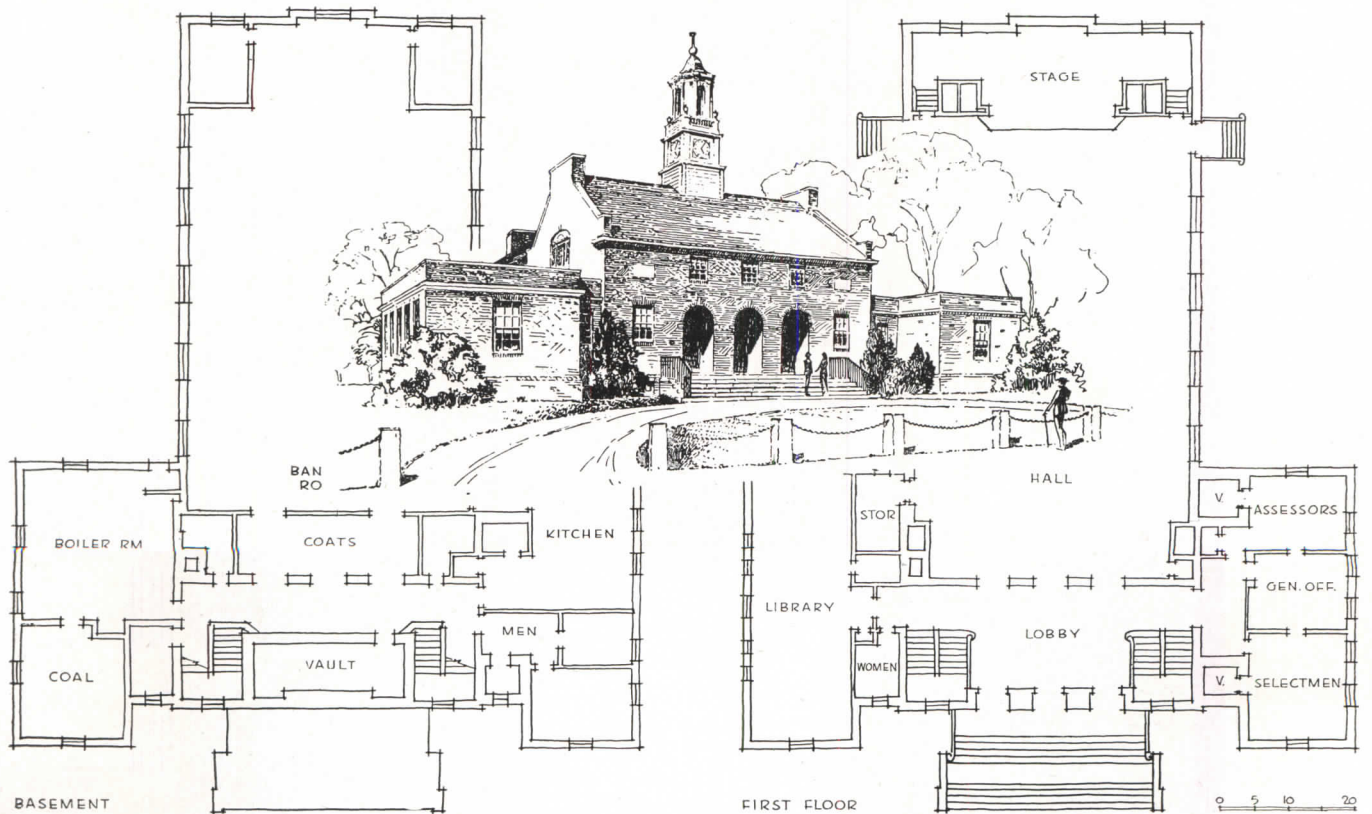 STAGE
BAN
RO
BOILER RM
COATS
KITCHEN
COAL
VAULT
MEN
BASEMENT
HALL
STOR
V.
ASSESSORS
LIBRARY
LOBBY
GEN. OFF.
WOMEN
V.
SELECTMEN
FIRST FLOOR
0 5 10 20